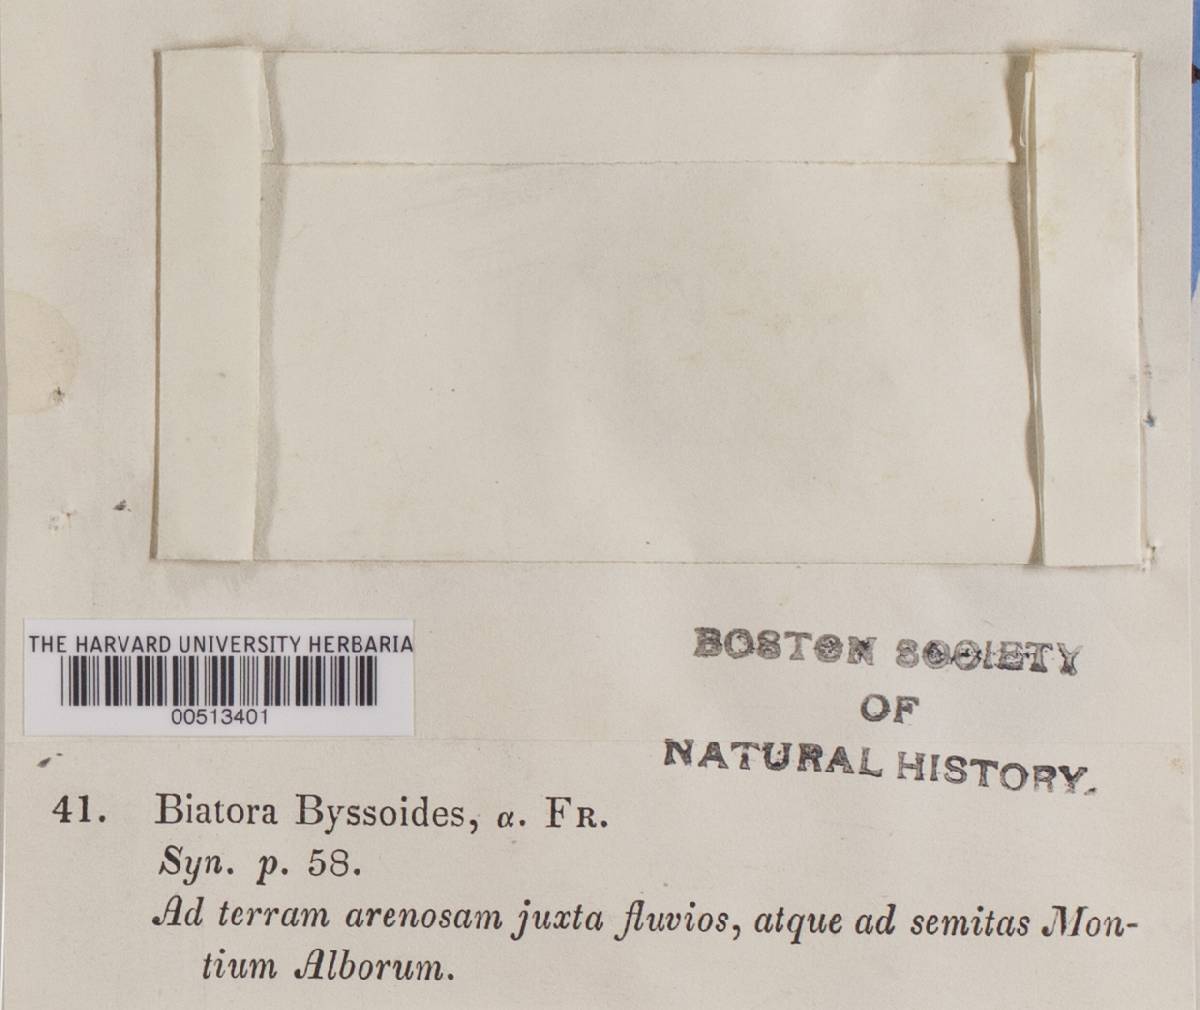 THE HARVARD UNIVERSITY HERBARIA
00513401
BOSTON SOCIETY
OF
NATURAL HISTORY.
41. Biatora Byssoides, α. FR.
Syn. p. 58.
Ad terram arenosam juxta fluvios, atque ad semitas Mon-
tium Alborum.